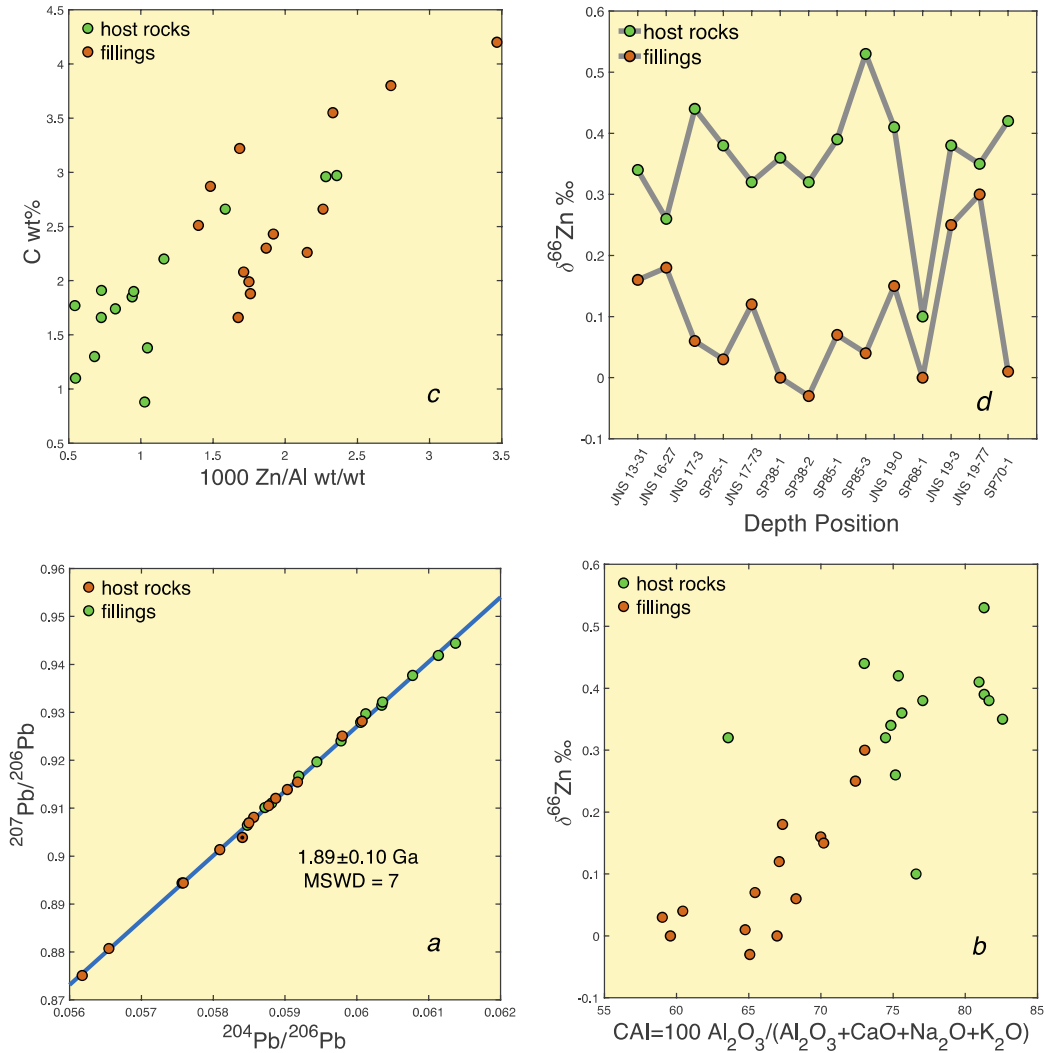 host rocks
fillings
4.5
4
3.5
3
2.5
2
1.5
1
0.5
C wt%
c
0.5 1 1.5 2 2.5 3 3.5
1000 Zn/Al wt/wt
host rocks
fillings
0.6
0.5
0.4
0.3
0.2
0.1
0
-0.1
δ⁶⁶Zn ‰
d
JNS 13-31
JNS 16-27
JNS 17-3
SP25-1
JNS 17-73
SP38-1
SP38-2
SP85-1
SP85-3
JNS 19-0
SP68-1
JNS 19-3
JNS 19-77
SP70-1
Depth Position
host rocks
fillings
0.96
0.95
0.94
0.93
0.92
0.91
0.9
0.89
0.88
0.87
²⁰⁷Pb/²⁰⁶Pb
1.89±0.10 Ga
MSWD = 7
a
0.056 0.057 0.058 0.059 0.06 0.061 0.062
²⁰⁴Pb/²⁰⁶Pb
host rocks
fillings
0.6
0.5
0.4
0.3
0.2
0.1
0
-0.1
δ⁶⁶Zn ‰
b
55 60 65 70 75 80 85
CAI=100 Al₂O₃/(Al₂O₃+CaO+Na₂O+K₂O)